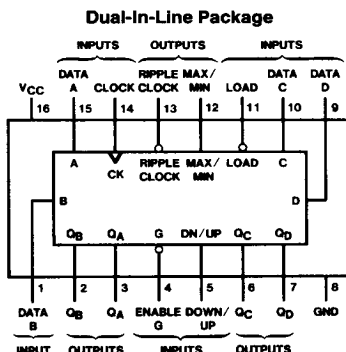 Dual-In-Line Package
INPUTS OUTPUTS INPUTS
DATA RIPPLE MAX/ DATA DATA
VCC A CLOCK CLOCK MIN LOAD C D
16 15 14 13 12 11 10 9
A RIPPLE MAX/ LOAD C
CK CLOCK MIN
B D
QB QA G DN/UP QC QD
1 2 3 4 5 6 7 8
DATA QB QA ENABLE DOWN/ QC QD GND
B G UP
INPUT OUTPUTS INPUTS OUTPUTS